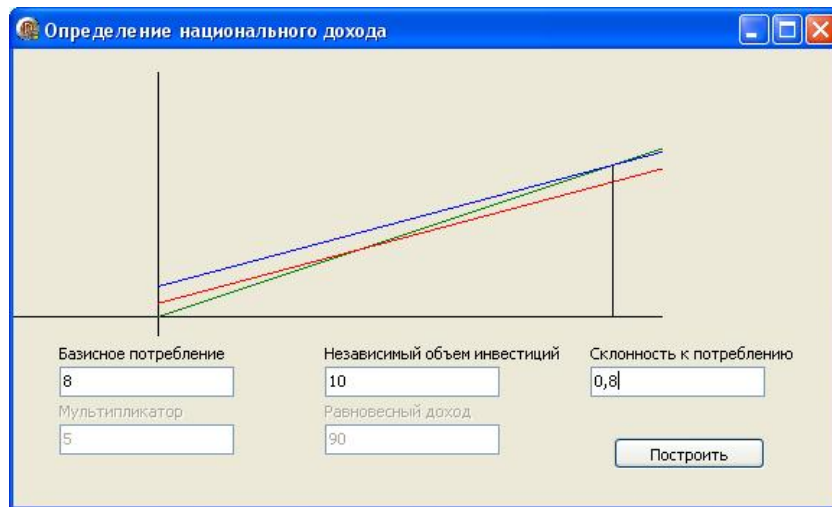 Определение национального дохода
Базисное потребление
Независимый объем инвестиций
Склонность к потреблению
8
10
0,8
Мультипликатор
Равновесный доход
5
90
Построить